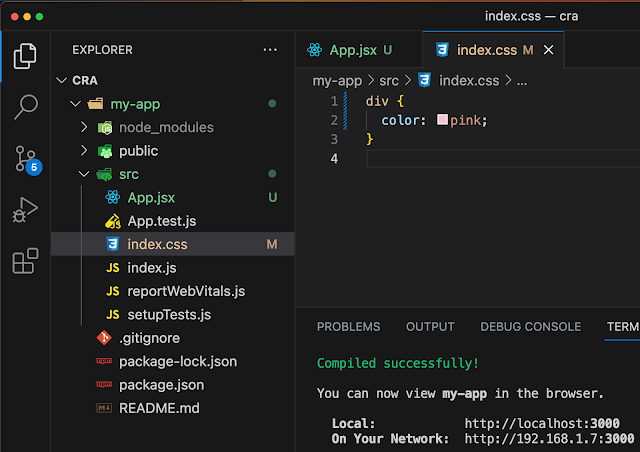 index.css — cra
EXPLORER ...
App.jsx U
index.css M
my-app > src > index.css > ...
CRA
my-app
node_modules
public
src
App.jsx U
App.test.js
index.css M
JS index.js
JS reportWebVitals.js
JS setupTests.js
.gitignore
package-lock.json
package.json
README.md
5
1 div {
2 color: pink;
3 }
4
PROBLEMS OUTPUT DEBUG CONSOLE TERM
Compiled successfully!
You can now view my-app in the browser.
Local: http://localhost:3000
On Your Network: http://192.168.1.7:3000